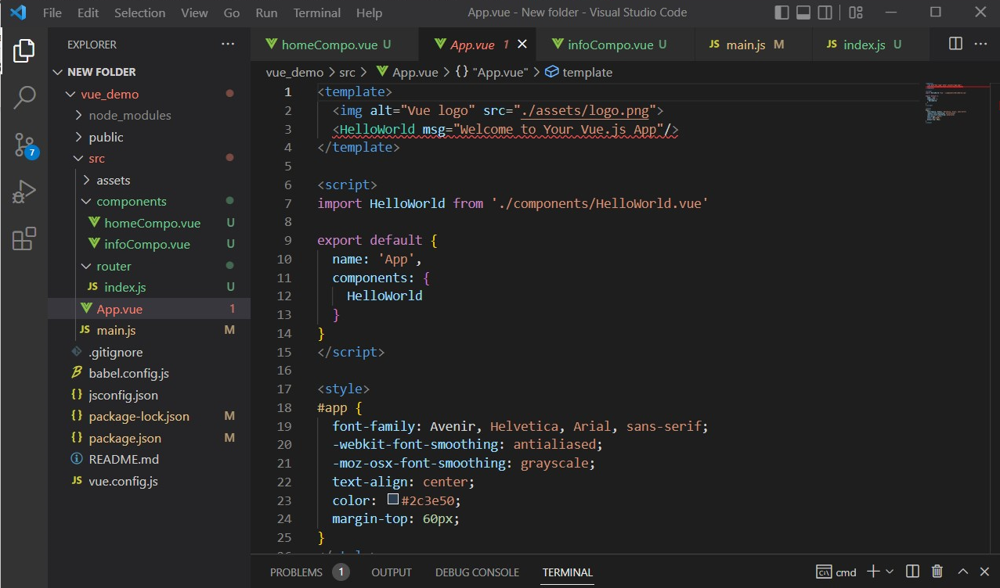 File Edit Selection View Go Run Terminal Help App.vue - New folder - Visual Studio Code
EXPLORER
NEW FOLDER
vue_demo
node_modules
public
src
assets
components
homeCompo.vue U
infoCompo.vue U
router
JS index.js U
App.vue 1
JS main.js M
.gitignore
babel.config.js
{} jsconfig.json
{} package-lock.json M
{} package.json M
README.md
JS vue.config.js
7
homeCompo.vue U App.vue 1 infoCompo.vue U JS main.js M JS index.js U
vue_demo > src > App.vue > {} "App.vue" > template
1 <template>
2 <img alt="Vue logo" src="./assets/logo.png">
3 <HelloWorld msg="Welcome to Your Vue.js App"/>
4 </template>
5
6 <script>
7 import HelloWorld from './components/HelloWorld.vue'
8
9 export default {
10 name: 'App',
11 components: {
12 HelloWorld
13 }
14 }
15 </script>
16
17 <style>
18 #app {
19 font-family: Avenir, Helvetica, Arial, sans-serif;
20 -webkit-font-smoothing: antialiased;
21 -moz-osx-font-smoothing: grayscale;
22 text-align: center;
23 color: #2c3e50;
24 margin-top: 60px;
25 }
PROBLEMS 1 OUTPUT DEBUG CONSOLE TERMINAL cmd